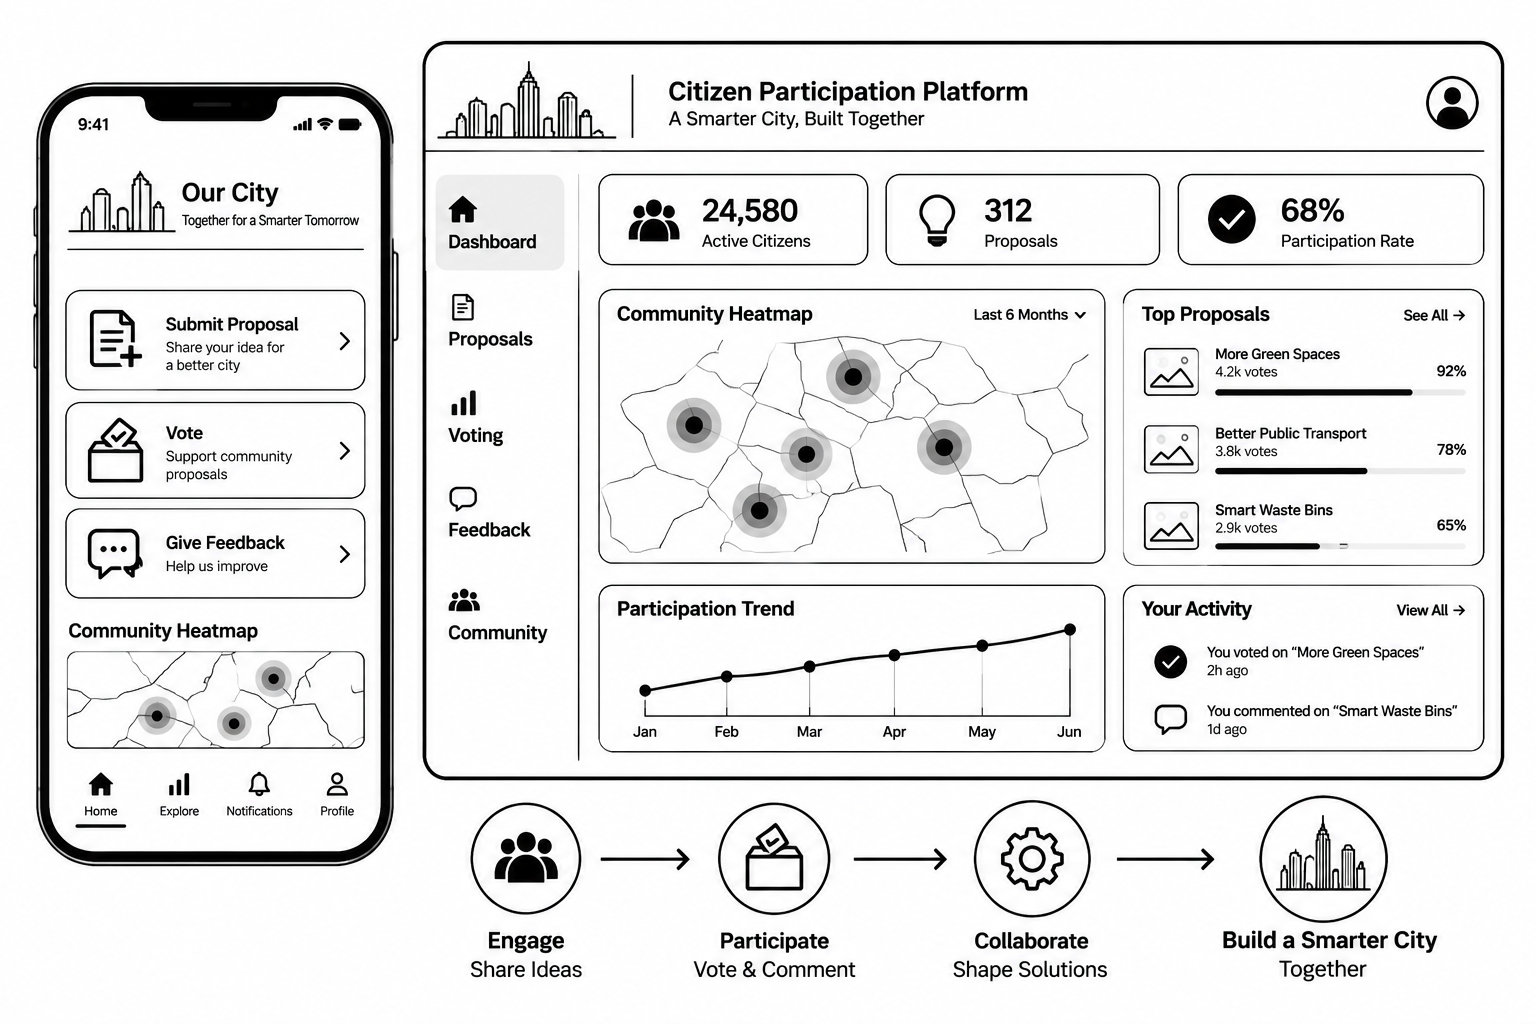 9:41
Our City
Together for a Smarter Tomorrow
Submit Proposal
Share your idea for
a better city
Vote
Support community
proposals
Give Feedback
Help us improve
Community Heatmap
Home
Explore
Notifications
Profile
Citizen Participation Platform
A Smarter City, Built Together
Dashboard
Proposals
Voting
Feedback
Community
24,580
Active Citizens
312
Proposals
68%
Participation Rate
Community Heatmap
Last 6 Months
Top Proposals
See All →
More Green Spaces
4.2k votes
92%
Better Public Transport
3.8k votes
78%
Smart Waste Bins
2.9k votes
65%
Participation Trend
Jan
Feb
Mar
Apr
May
Jun
Your Activity
View All →
You voted on “More Green Spaces”
2h ago
You commented on “Smart Waste Bins”
1d ago
Engage
Share Ideas
Participate
Vote & Comment
Collaborate
Shape Solutions
Build a Smarter City
Together